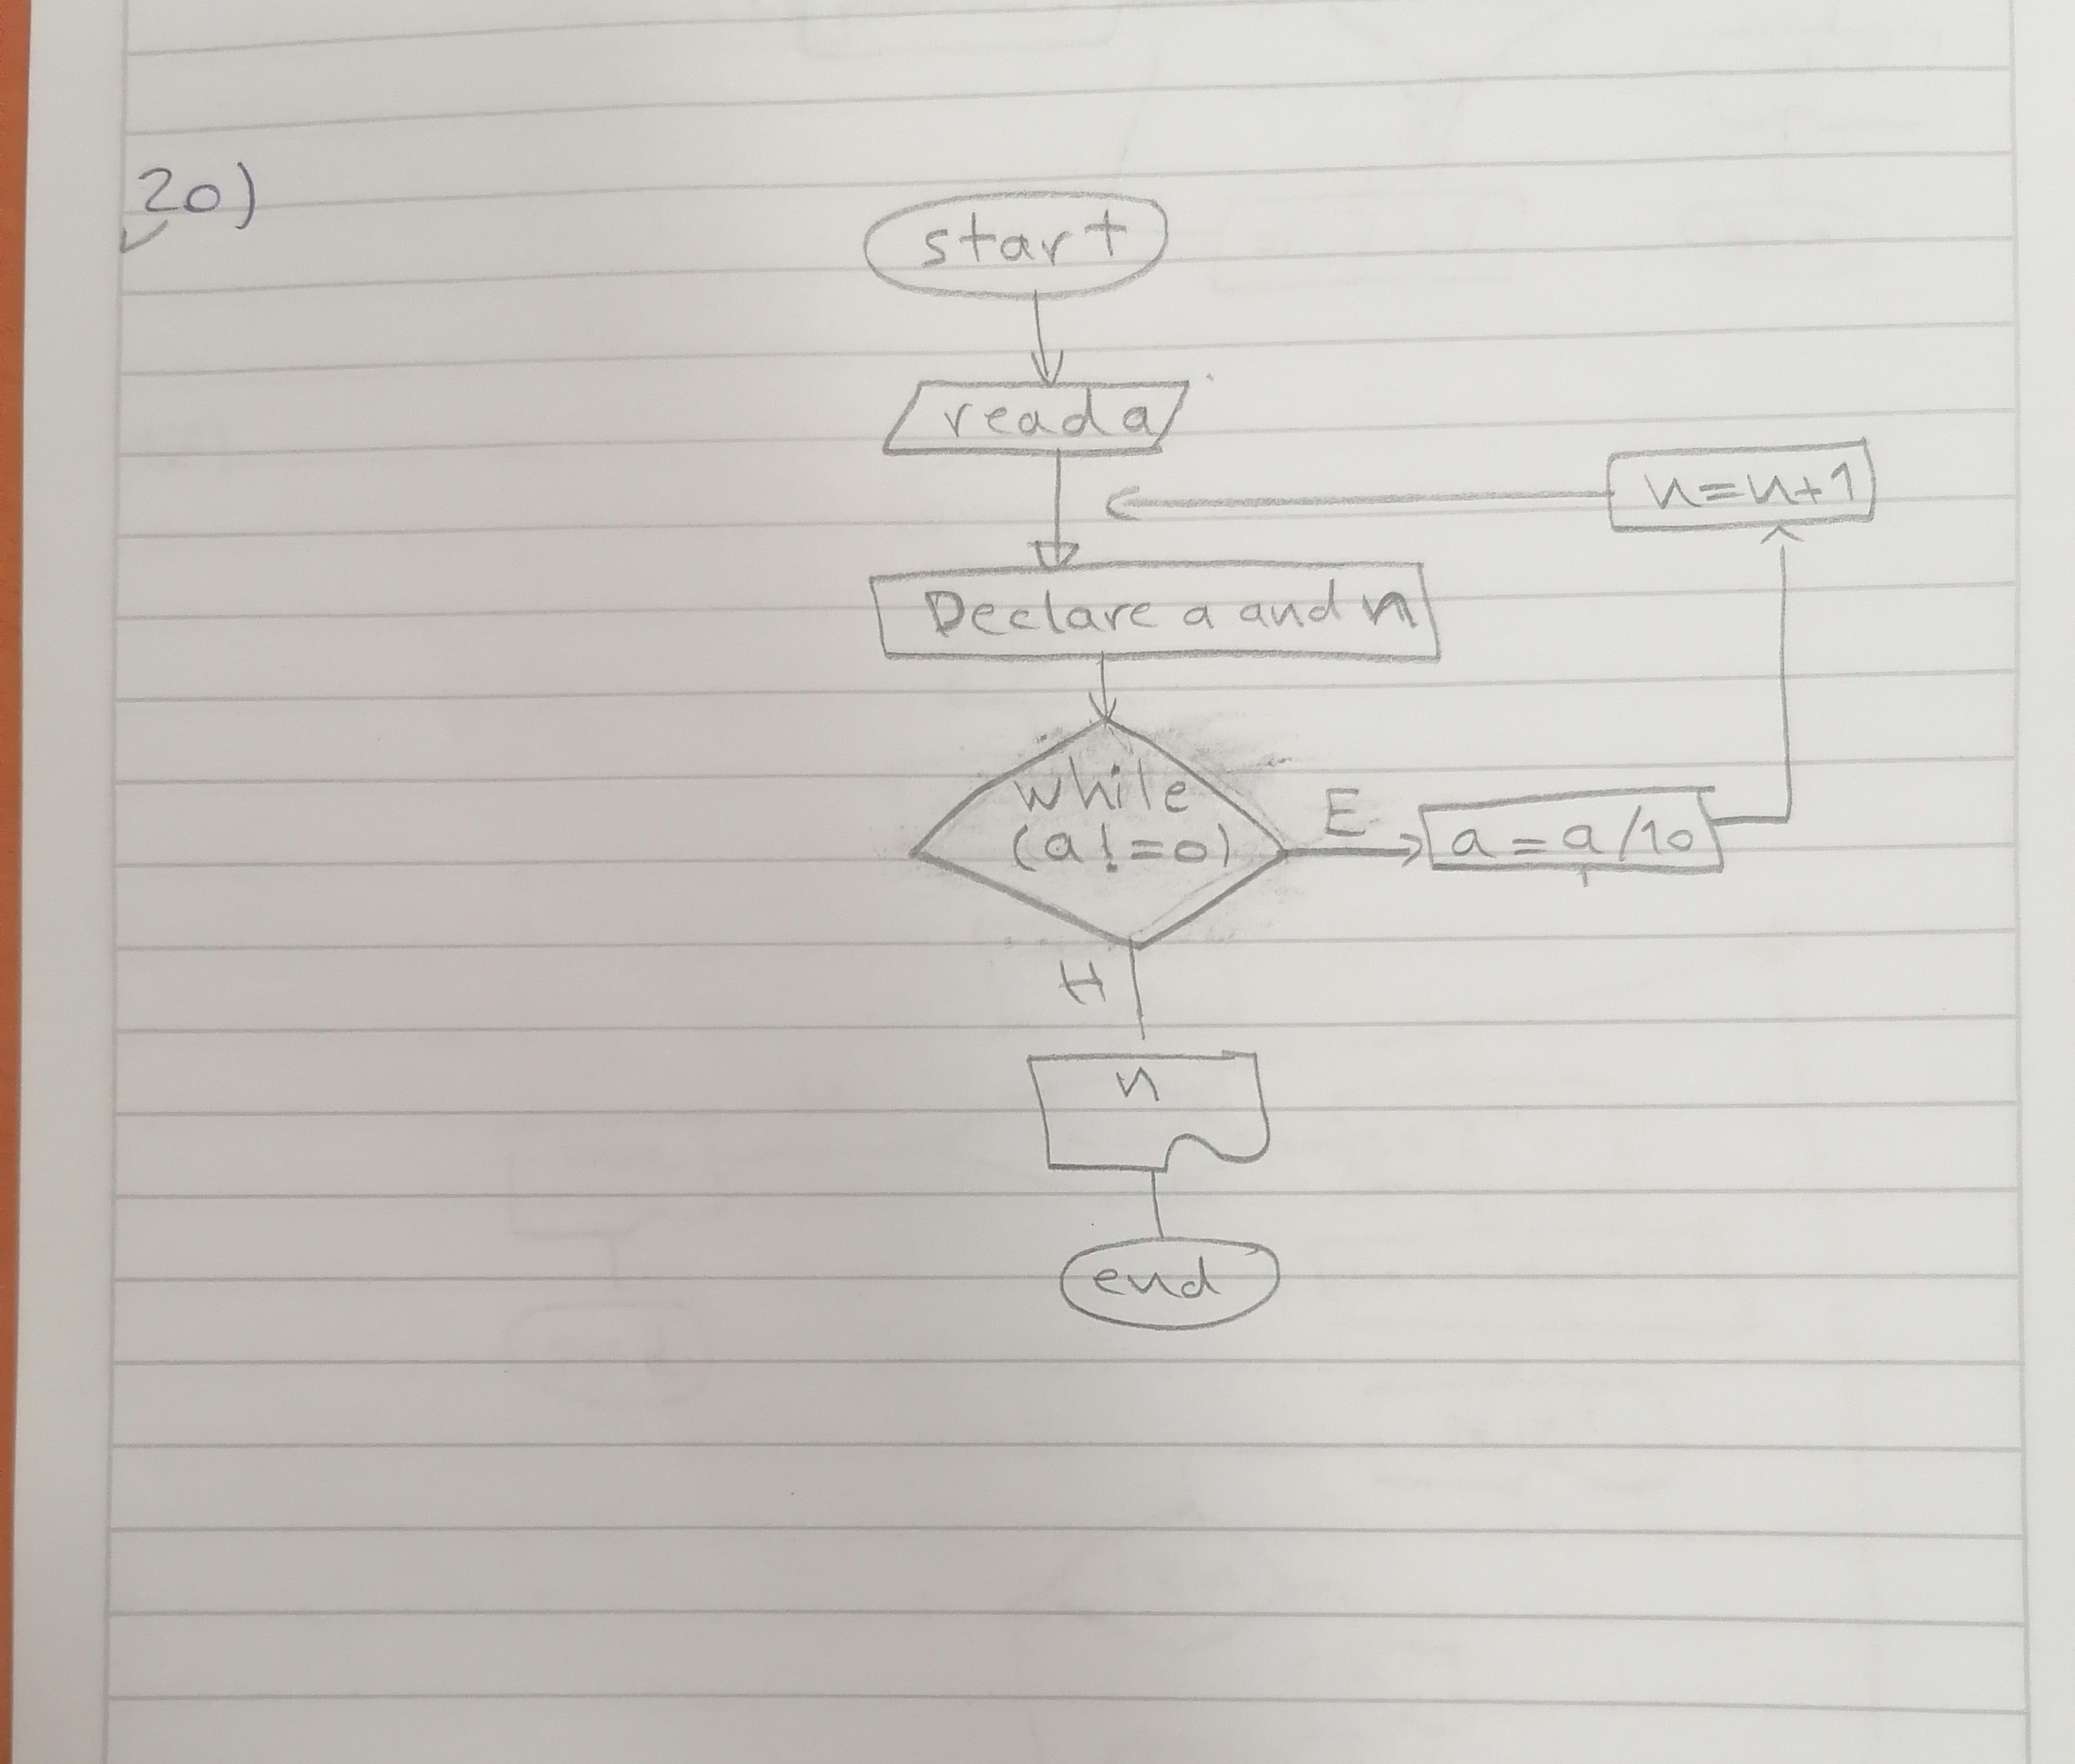 20)
start
read a
n=n+1
Declare a and n
while
(a!=0)
E
a=a/10
H
n
end